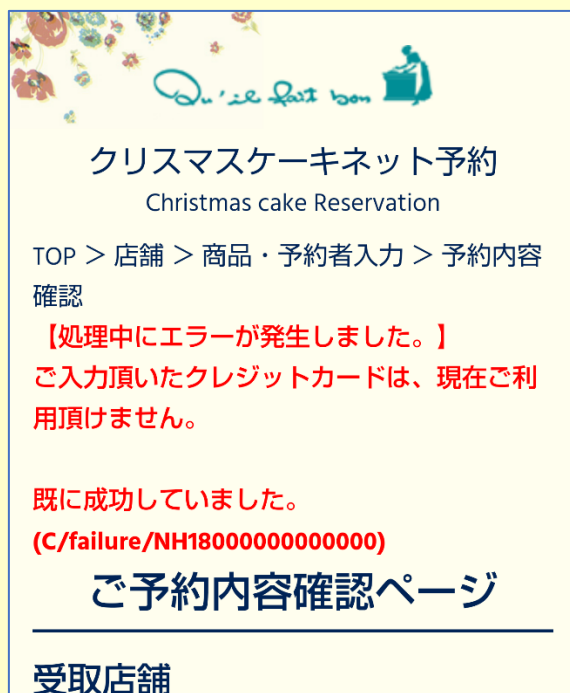 Qu'il fait bon
クリスマスケーキネット予約
Christmas cake Reservation
TOP ＞ 店舗 ＞ 商品・予約者入力 ＞ 予約内容
確認
【処理中にエラーが発生しました。】
ご入力頂いたクレジットカードは、現在ご利
用頂けません。
既に成功していました。
(C/failure/NH18000000000000)
ご予約内容確認ページ
受取店舗